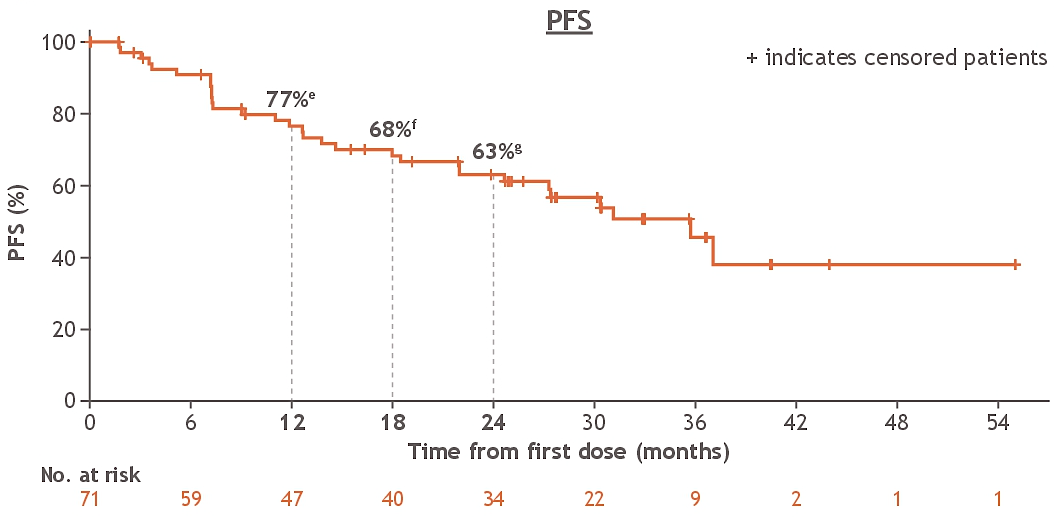 PFS
+ indicates censored patients
100
80
60
40
20
0
PFS (%)
77%ᵉ
68%ᶠ
63%ᵍ
0 6 12 18 24 30 36 42 48 54
Time from first dose (months)
No. at risk
71 59 47 40 34 22 9 2 1 1